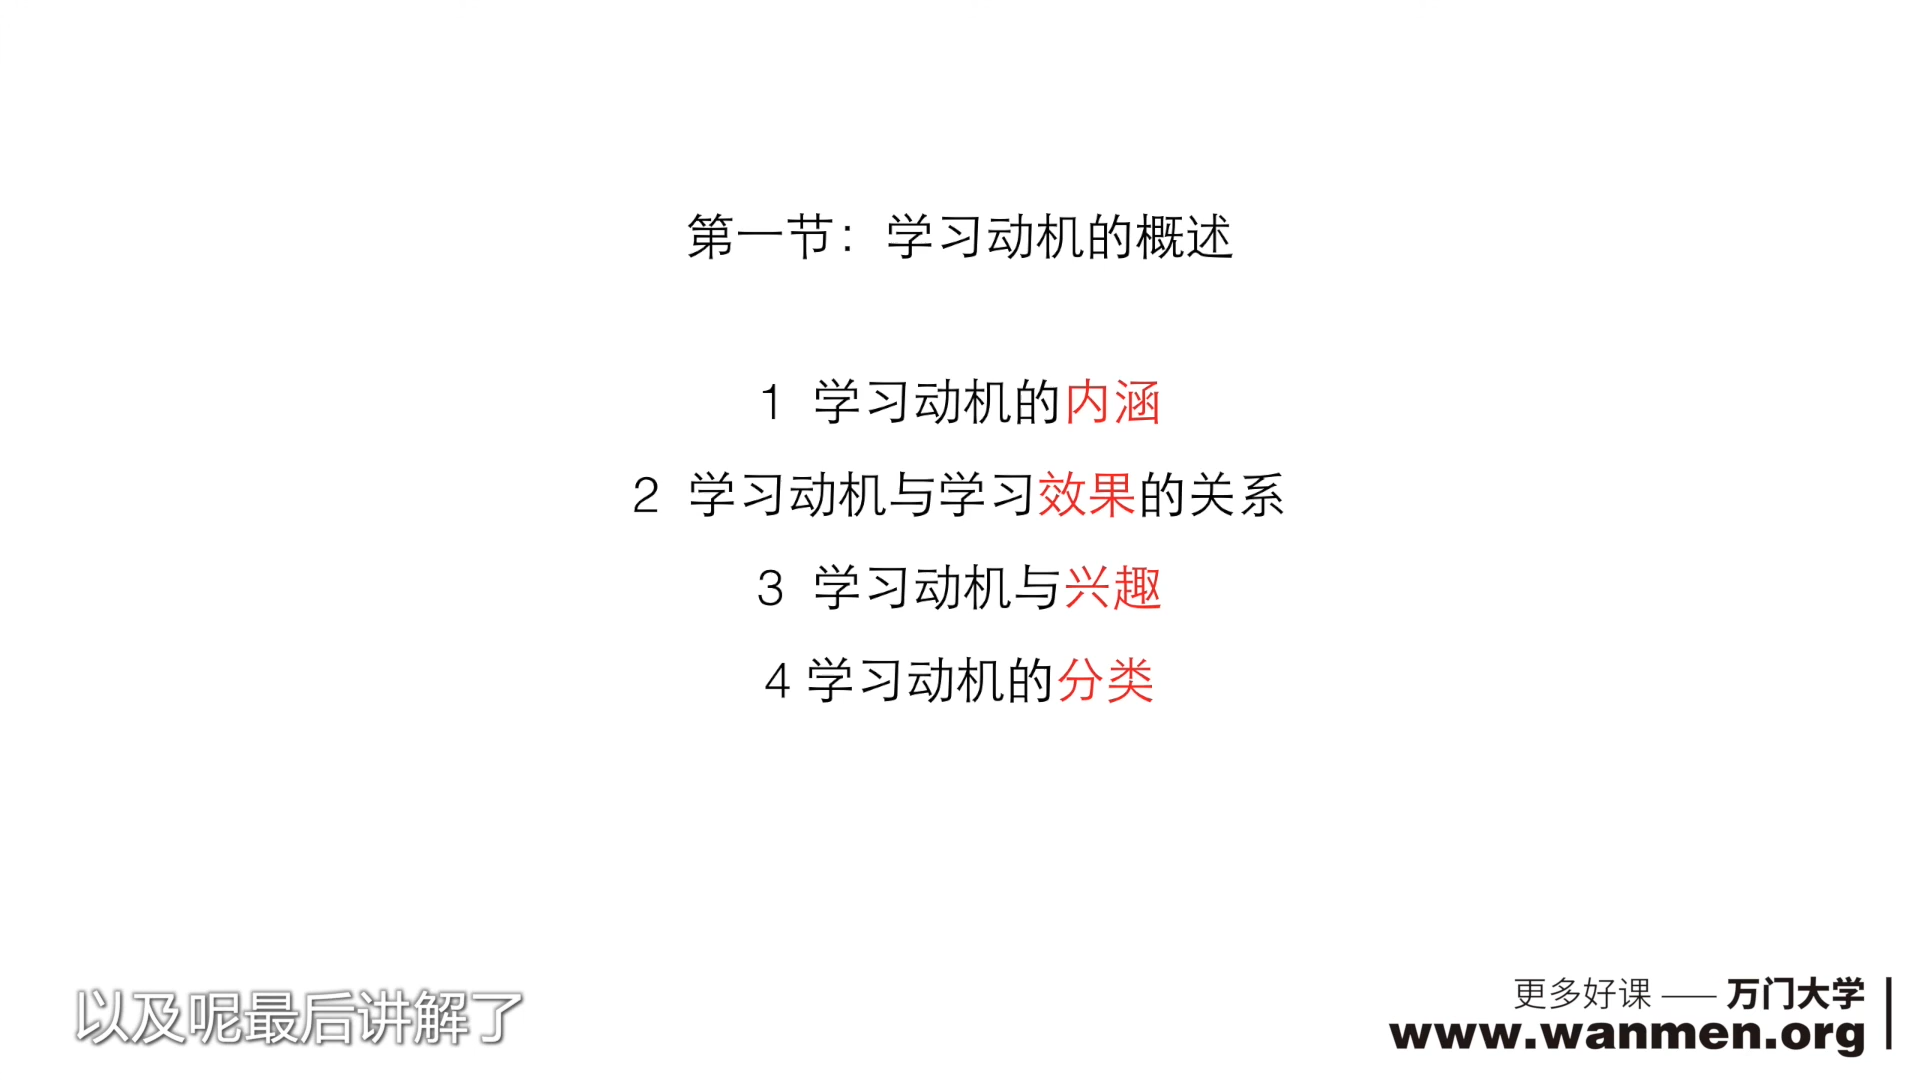 第一节：学习动机的概述
1 学习动机的内涵
2 学习动机与学习效果的关系
3 学习动机与兴趣
4 学习动机的分类
以及呢最后讲解了
更多好课 —— 万门大学
www.wanmen.org